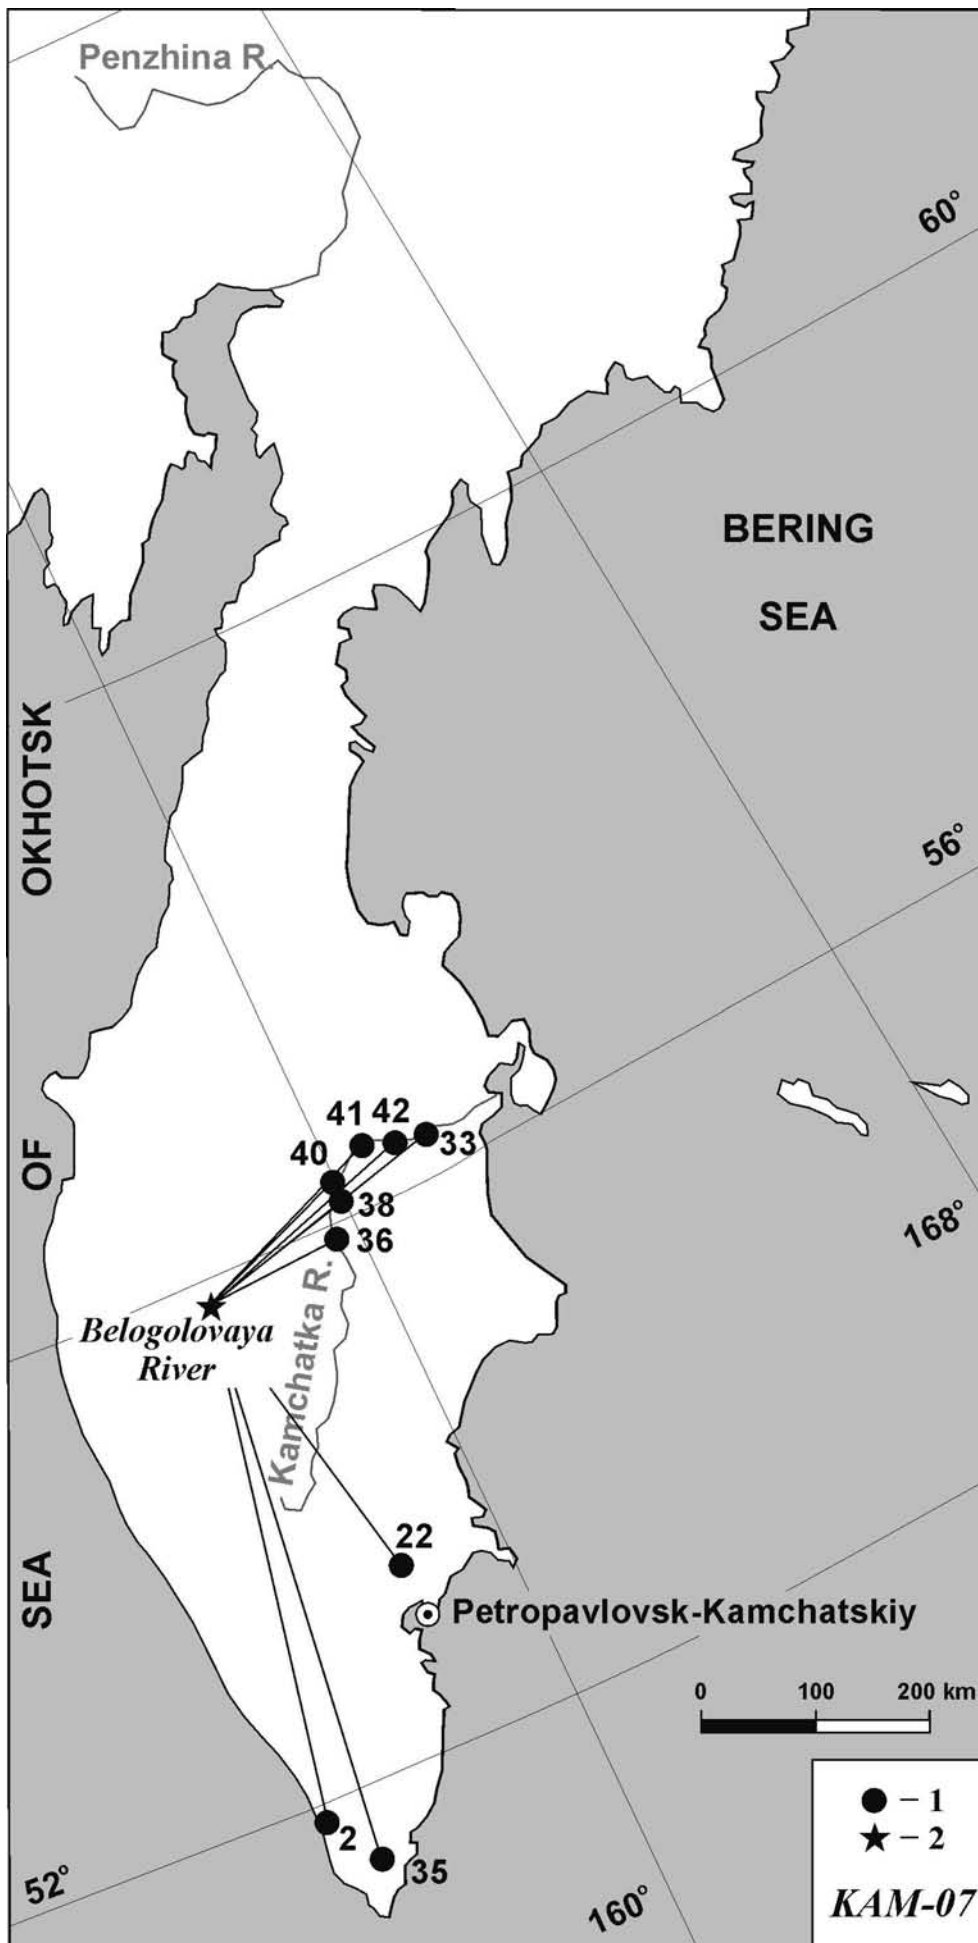 Penzhina R.
60°
BERING
SEA
OKHOTSK
56°
41
42
33
40
OF
38
168°
36
Belogolovaya
River
Kamchatka R.
22
SEA
Petropavlovsk-Kamchatskiy
0 100 200 km
– 1
2
– 2
35
52°
160°
KAM-07